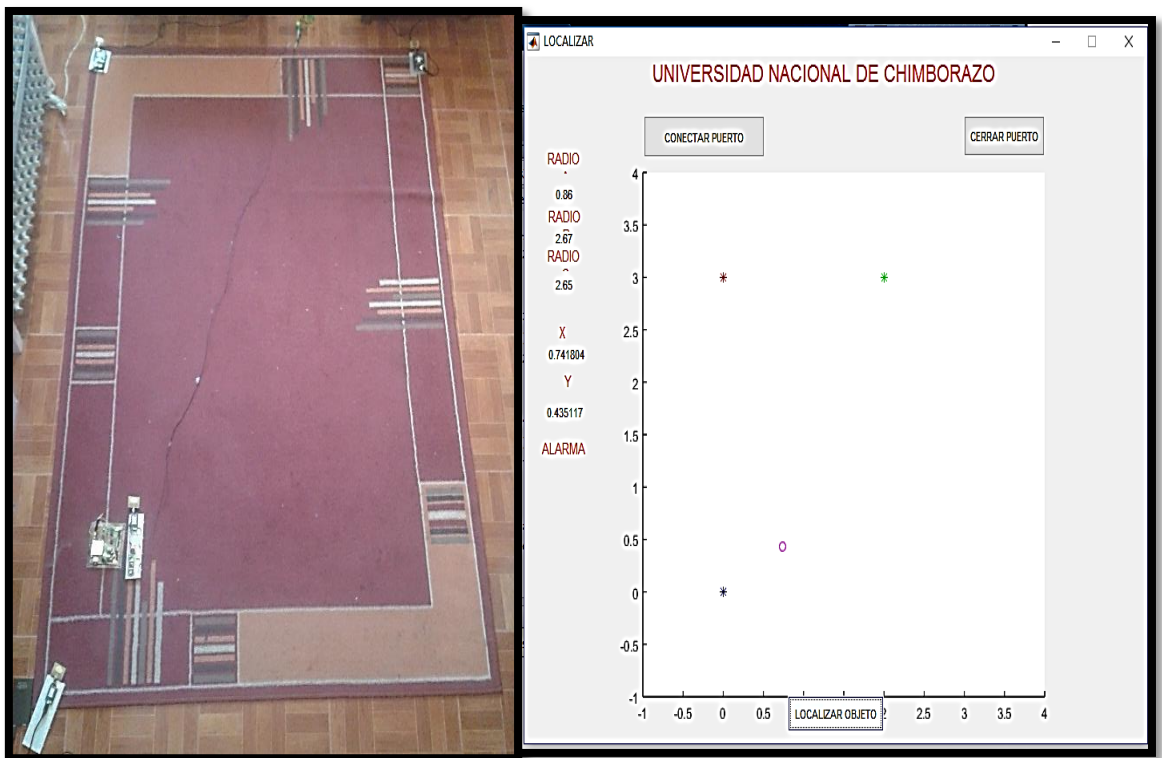 LOCALIZAR
UNIVERSIDAD NACIONAL DE CHIMBORAZO
CONECTAR PUERTO
CERRAR PUERTO
RADIO
0.86
RADIO
2.67
RADIO
2.65
X
0.741804
Y
0.435117
ALARMA
4
3.5
3
2.5
2
1.5
1
0.5
0
-0.5
-1
-1 -0.5 0 0.5 LOCALIZAR OBJETO 2 2.5 3 3.5 4